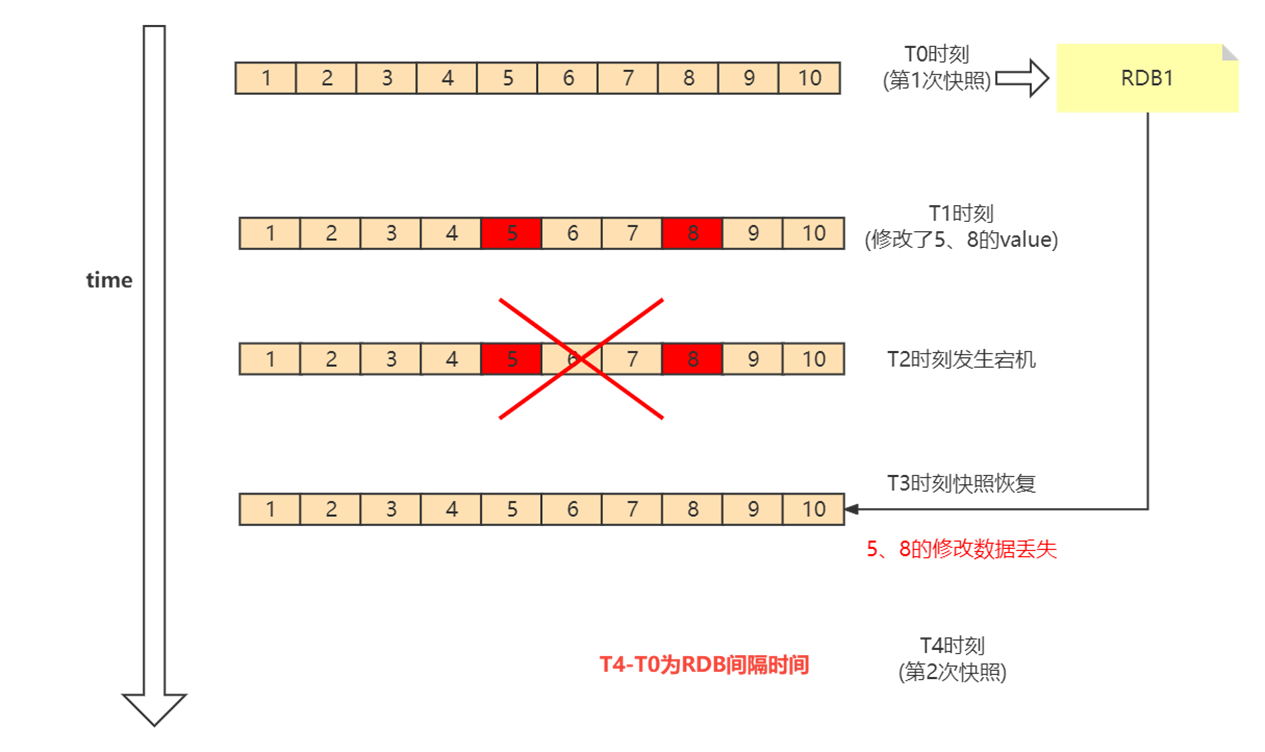 1 2 3 4 5 6 7 8 9 10
T0时刻
(第1次快照)
RDB1
1 2 3 4 5 6 7 8 9 10
T1时刻
(修改了5、8的value)
time
1 2 3 4 5 6 7 8 9 10
T2时刻发生宕机
T3时刻快照恢复
1 2 3 4 5 6 7 8 9 10
5、8的修改数据丢失
T4-T0为RDB间隔时间
T4时刻
(第2次快照)